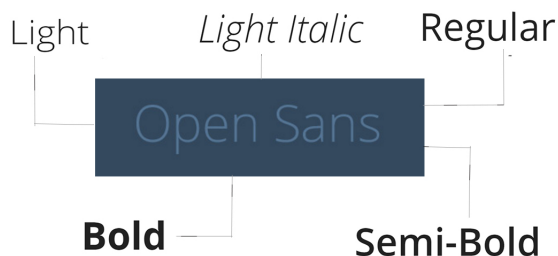 Light
Light Italic
Regular
Open Sans
Bold
Semi-Bold